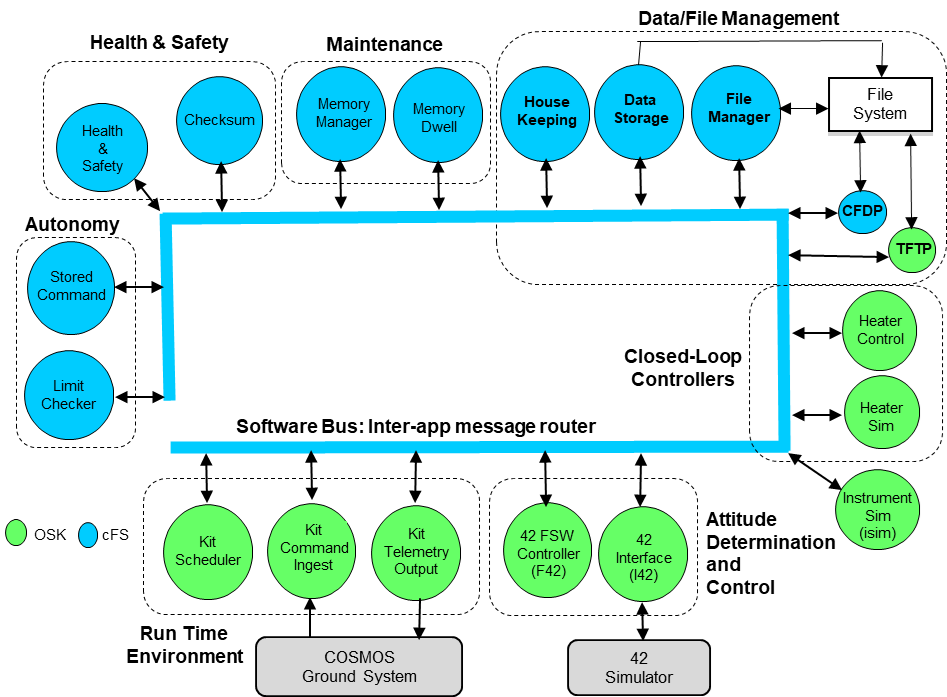 Data/File Management
Health & Safety
Maintenance
Health
&
Safety
Checksum
Memory
Manager
Memory
Dwell
House
Keeping
Data
Storage
File
Manager
File
System
CFDP
TFTP
Autonomy
Stored
Command
Limit
Checker
Closed-Loop
Controllers
Heater
Control
Heater
Sim
Software Bus: Inter-app message router
Instrument
Sim
(isim)
OSK
cFS
Kit
Scheduler
Kit
Command
Ingest
Kit
Telemetry
Output
42 FSW
Controller
(F42)
42
Interface
(I42)
Attitude
Determination
and
Control
Run Time
Environment
COSMOS
Ground System
42
Simulator